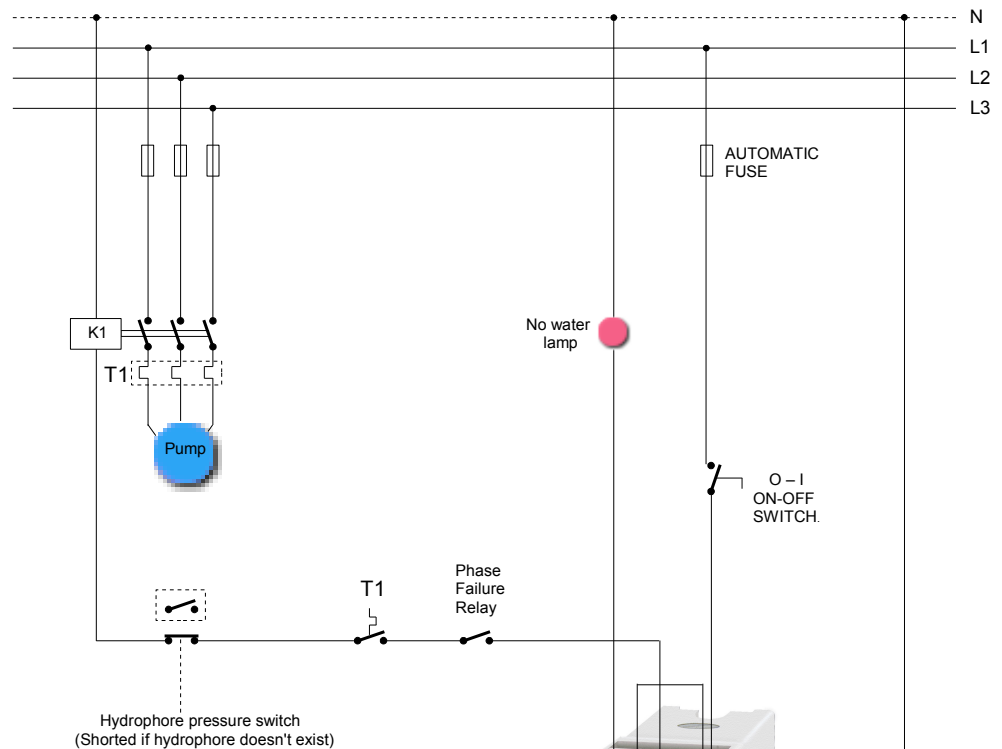 N
L1
L2
L3
AUTOMATIC
FUSE
No water
lamp
K1
T1
Pump
O – I
ON-OFF
SWITCH.
Phase
Failure
Relay
T1
Hydrophore pressure switch
(Shorted if hydrophore doesn't exist)